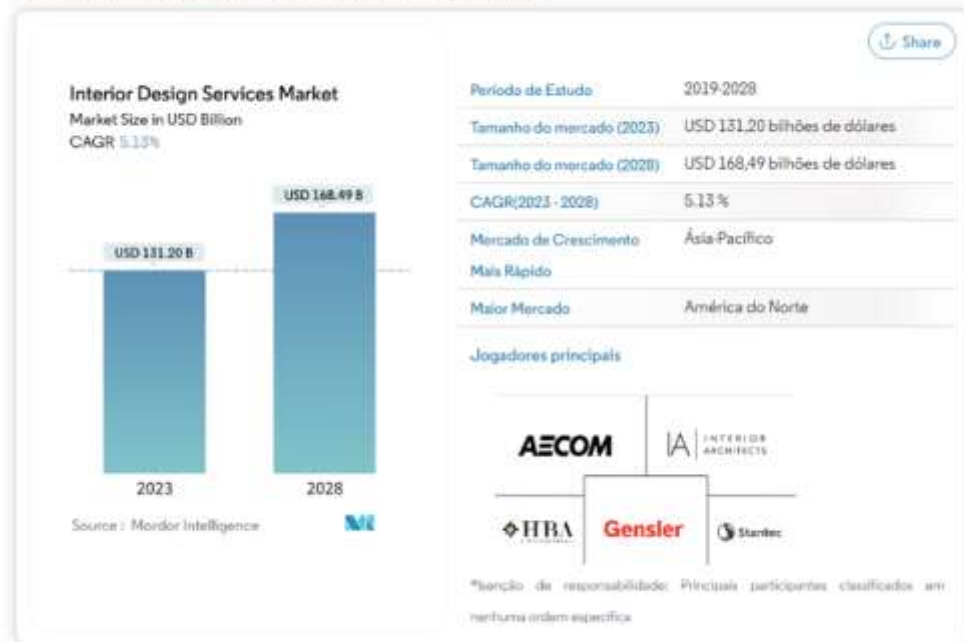 Share
Interior Design Services Market
Market Size in USD Billion
CAGR 5.13%
USD 131.20 B
USD 168.49 B
2023
2028
Source : Mordor Intelligence
Período de Estudo 2019-2028
Tamanho do mercado (2023) USD 131,20 bilhões de dólares
Tamanho do mercado (2028) USD 168,49 bilhões de dólares
CAGR(2023 - 2028) 5.13 %
Mercado de Crescimento Ásia-Pacífico
Mais Rápido
Maior Mercado América do Norte
Jogadores principais
AECOM
IA INTERIOR
ARCHITECTS
HBA
Gensler
Stantec
*Isenção de responsabilidade: Principais participantes classificados em
nenhuma ordem específica